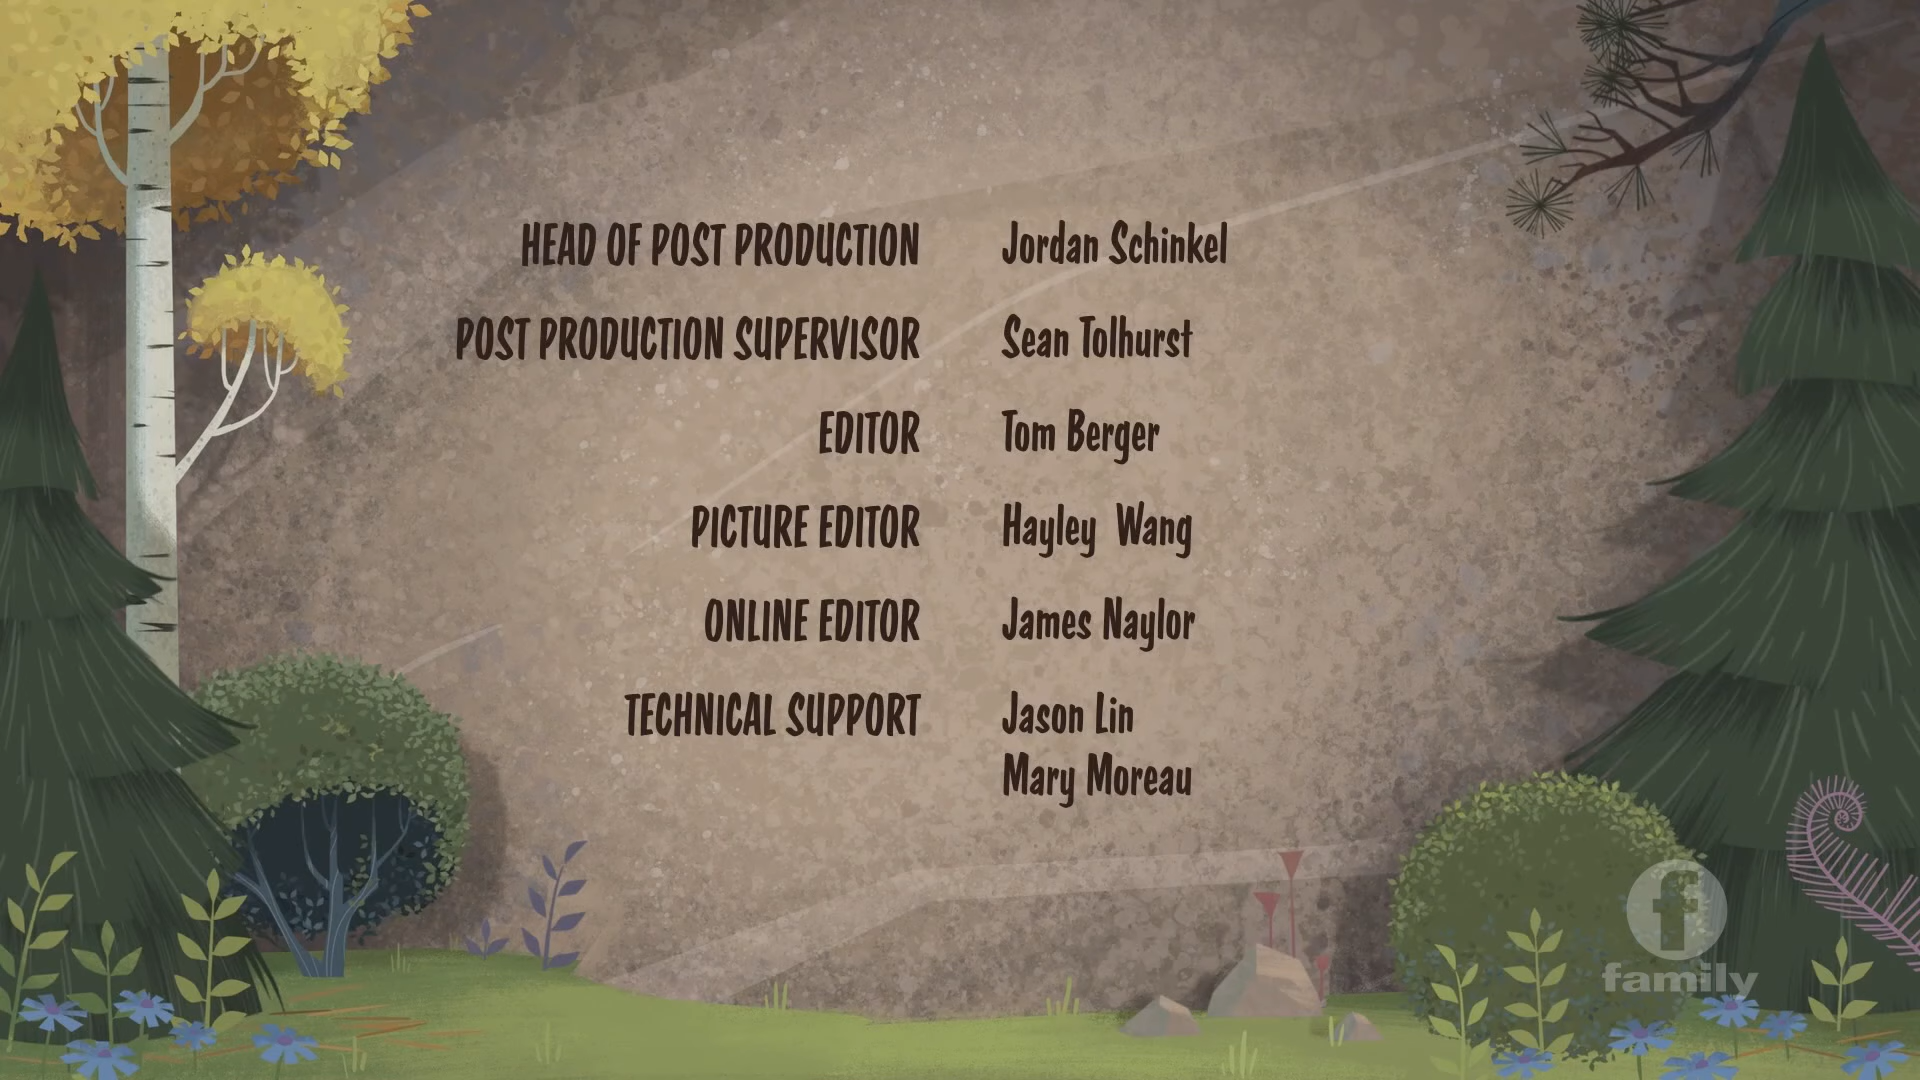 HEAD OF POST PRODUCTION Jordan Schinkel
POST PRODUCTION SUPERVISOR Sean Tolhurst
EDITOR Tom Berger
PICTURE EDITOR Hayley Wang
ONLINE EDITOR James Naylor
TECHNICAL SUPPORT Jason Lin
Mary Moreau
f
family